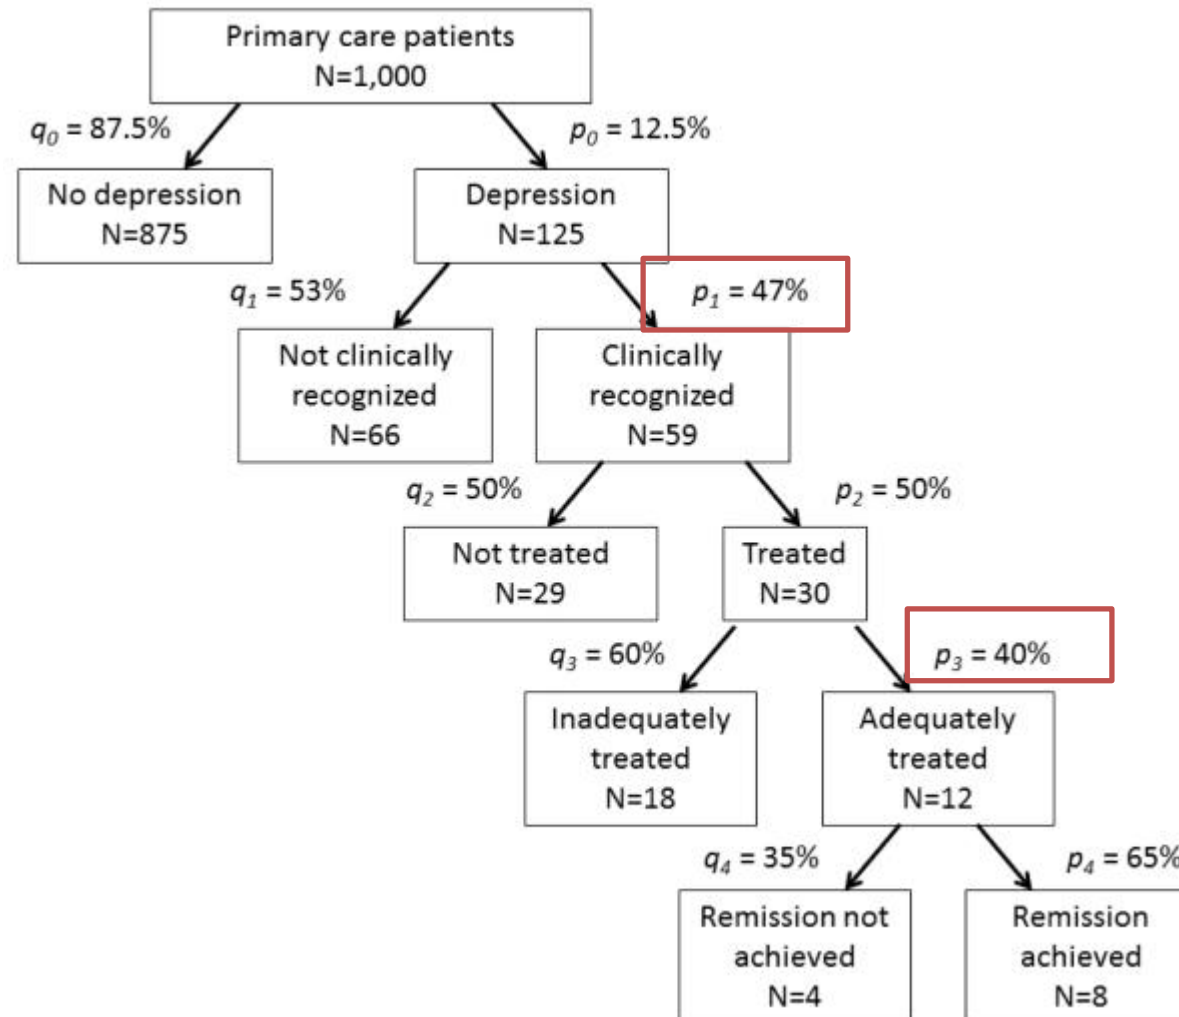 Primary care patients
N=1,000
q₀ = 87.5%
p₀ = 12.5%
No depression
N=875
Depression
N=125
q₁ = 53%
p₁ = 47%
Not clinically
recognized
N=66
Clinically
recognized
N=59
q₂ = 50%
p₂ = 50%
Not treated
N=29
Treated
N=30
q₃ = 60%
p₃ = 40%
Inadequately
treated
N=18
Adequately
treated
N=12
q₄ = 35%
p₄ = 65%
Remission not
achieved
N=4
Remission
achieved
N=8